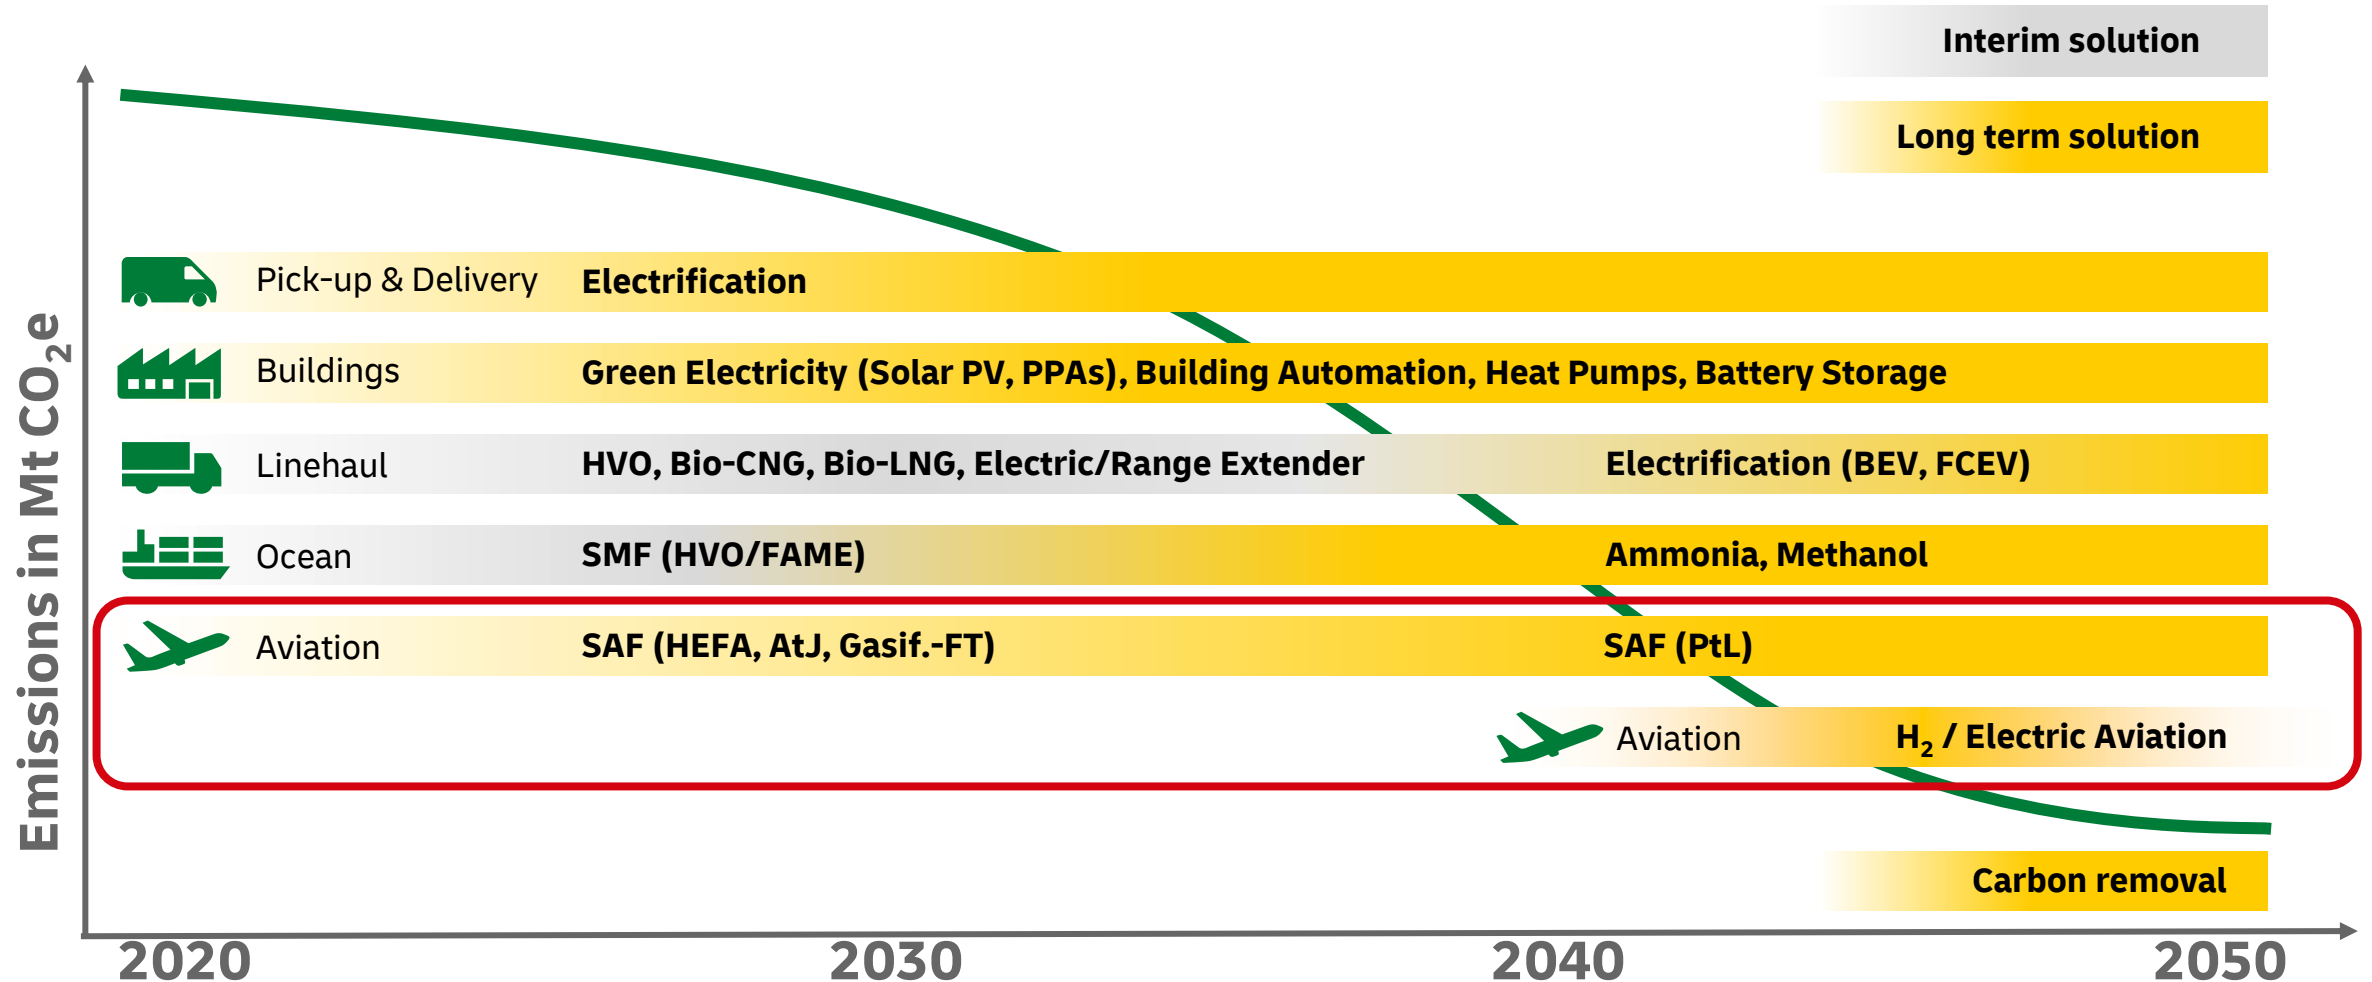 Interim solution
Long term solution
Emissions in Mt CO₂e
Pick-up & Delivery Electrification
Buildings Green Electricity (Solar PV, PPAs), Building Automation, Heat Pumps, Battery Storage
Linehaul HVO, Bio-CNG, Bio-LNG, Electric/Range Extender Electrification (BEV, FCEV)
Ocean SMF (HVO/FAME) Ammonia, Methanol
Aviation SAF (HEFA, AtJ, Gasif.-FT) SAF (PtL)
Aviation H₂ / Electric Aviation
Carbon removal
2020 2030 2040 2050